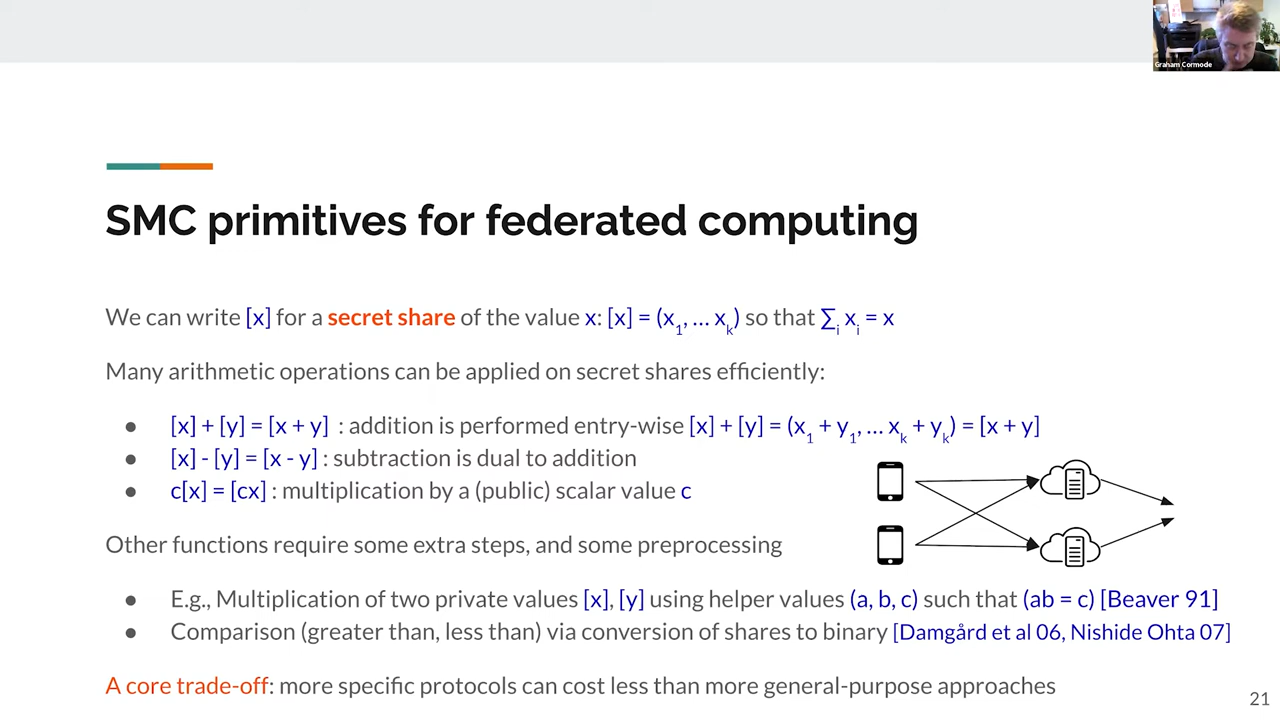 Graham Cormode
SMC primitives for federated computing
We can write [x] for a secret share of the value x: [x] = (x1, … xk) so that ∑i xi = x
Many arithmetic operations can be applied on secret shares efficiently:
● [x] + [y] = [x + y] : addition is performed entry-wise [x] + [y] = (x1 + y1, … xk + yk) = [x + y]
● [x] - [y] = [x - y] : subtraction is dual to addition
● c[x] = [cx] : multiplication by a (public) scalar value c
Other functions require some extra steps, and some preprocessing
● E.g., Multiplication of two private values [x], [y] using helper values (a, b, c) such that (ab = c) [Beaver 91]
● Comparison (greater than, less than) via conversion of shares to binary [Damgård et al 06, Nishide Ohta 07]
A core trade-off: more specific protocols can cost less than more general-purpose approaches
21